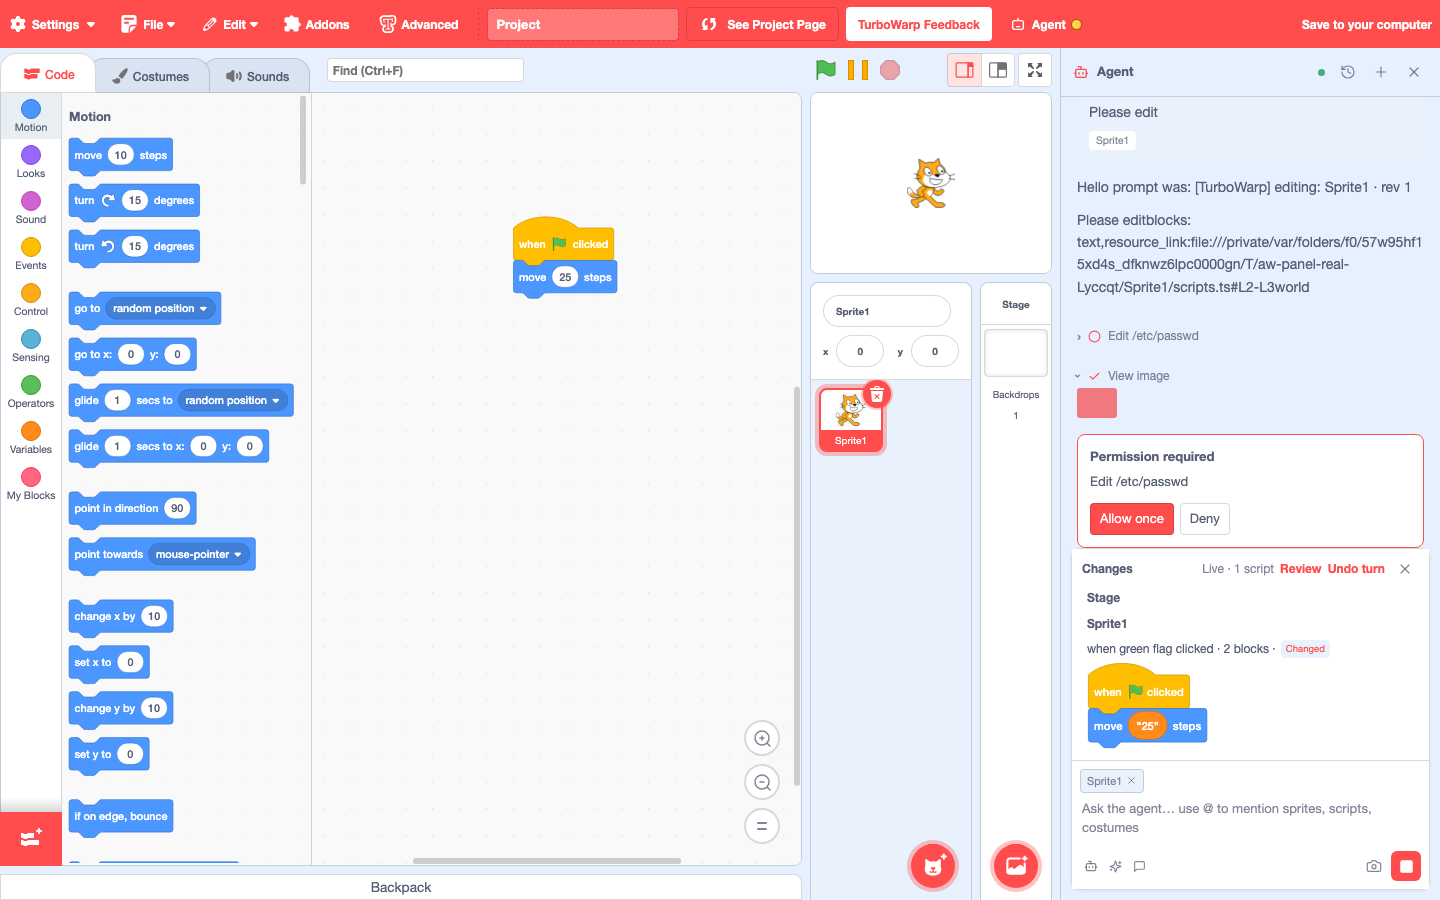 Settings File Edit Addons Advanced Project See Project Page TurboWarp Feedback Agent Save to your computer
Code Costumes Sounds
Find (Ctrl+F)
Motion
Looks
Sound
Events
Control
Sensing
Operators
Variables
My Blocks
Motion
move 10 steps
turn 15 degrees
turn 15 degrees
go to random position
go to x: 0 y: 0
glide 1 secs to random position
glide 1 secs to x: 0 y: 0
point in direction 90
point towards mouse-pointer
change x by 10
set x to 0
change y by 10
set y to 0
if on edge, bounce
when clicked
move 25 steps
Backpack
Sprite1
x 0 y 0
Sprite1
Stage
Backdrops
1
Agent
Please edit
Sprite1
Hello prompt was: [TurboWarp] editing: Sprite1 · rev 1
Please editblocks:
text,resource_link:file:///private/var/folders/f0/57w95hf1
5xd4s_dfknwz6lpc0000gn/T/aw-panel-real-
Lyccqt/Sprite1/scripts.ts#L2-L3world
Edit /etc/passwd
View image
Permission required
Edit /etc/passwd
Allow once Deny
Changes Live · 1 script Review Undo turn
Stage
Sprite1
when green flag clicked · 2 blocks · Changed
when clicked
move "25" steps
Sprite1
Ask the agent… use @ to mention sprites, scripts,
costumes